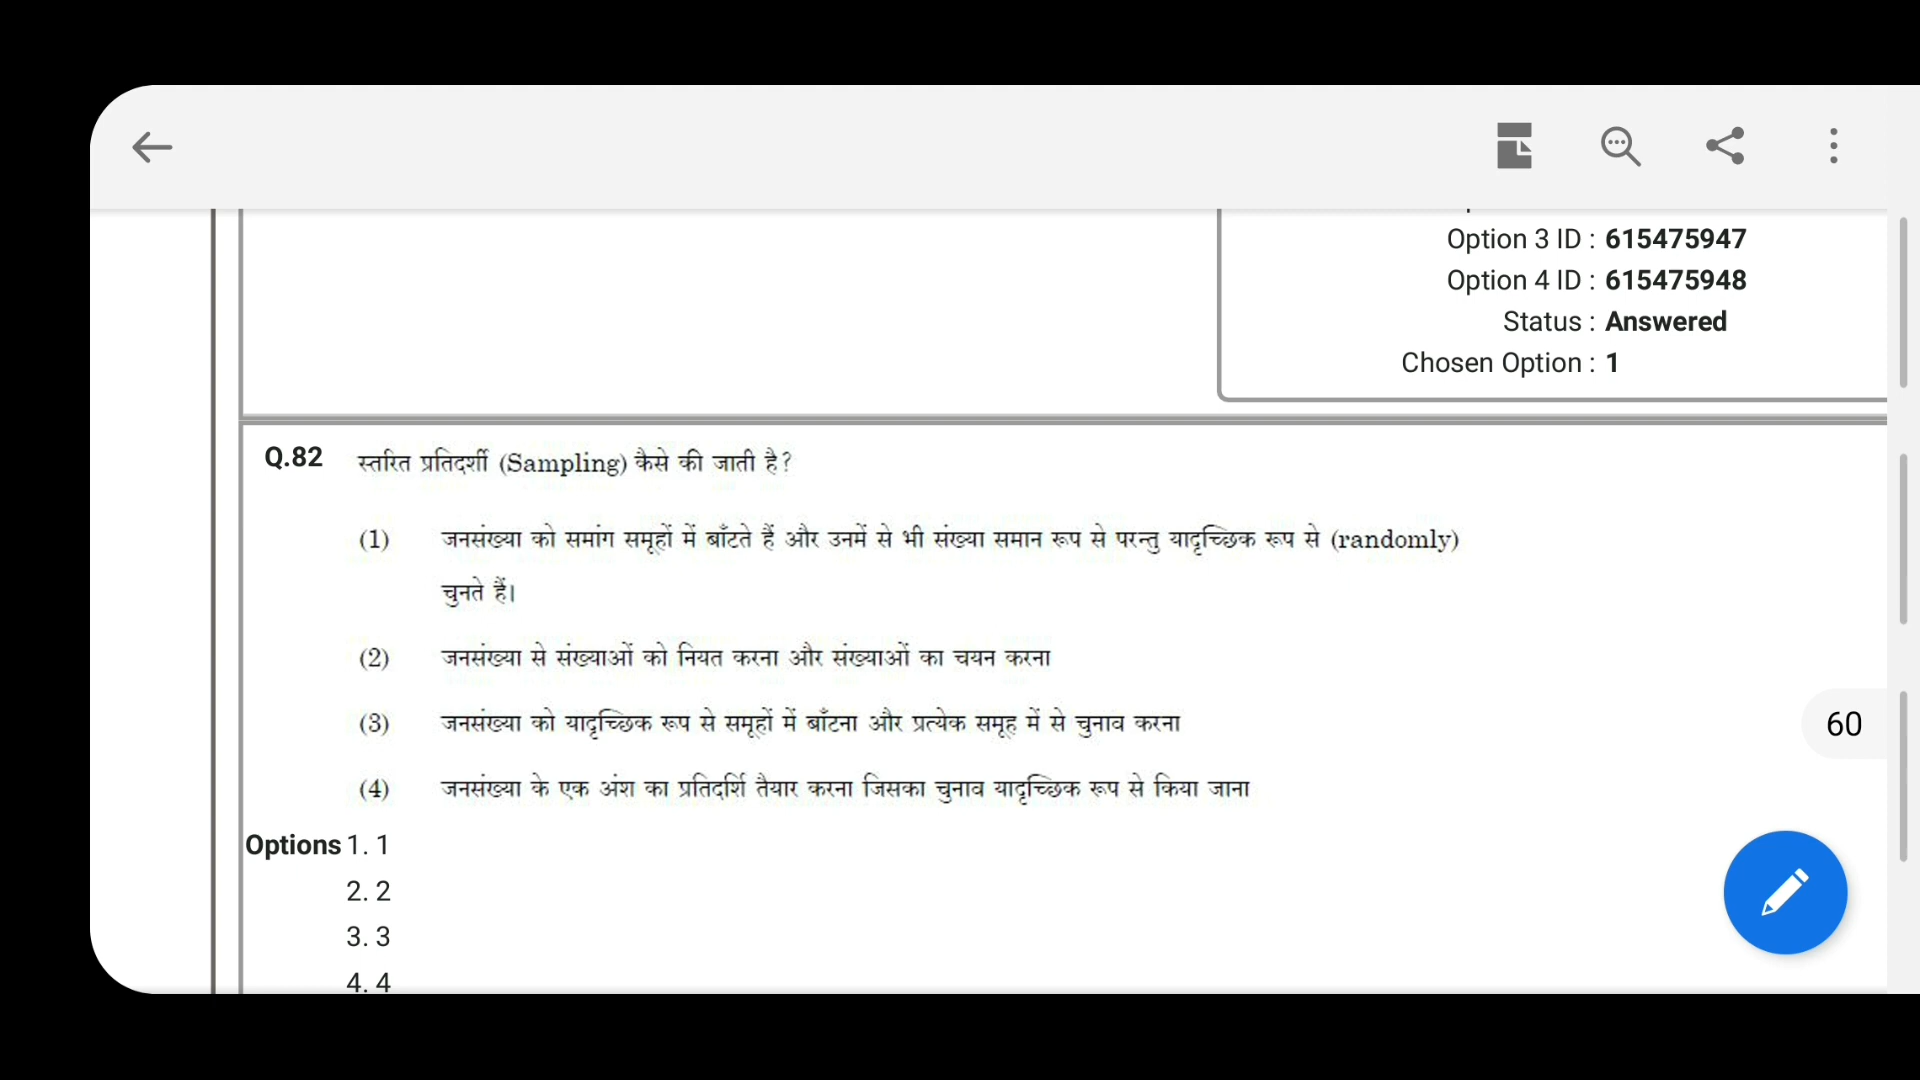 Option 3 ID : 615475947
Option 4 ID : 615475948
Status : Answered
Chosen Option : 1
Q.82 स्तरित प्रतिदर्शी (Sampling) कैसे की जाती है?
(1) जनसंख्या को समांग समूहों में बाँटते हैं और उनमें से भी संख्या समान रूप से परन्तु यादृच्छिक रूप से (randomly)
चुनते हैं।
(2) जनसंख्या से संख्याओं को नियत करना और संख्याओं का चयन करना
(3) जनसंख्या को यादृच्छिक रूप से समूहों में बाँटना और प्रत्येक समूह में से चुनाव करना
60
(4) जनसंख्या के एक अंश का प्रतिदर्शि तैयार करना जिसका चुनाव यादृच्छिक रूप से किया जाना
Options 1. 1
2. 2
3. 3
4. 4